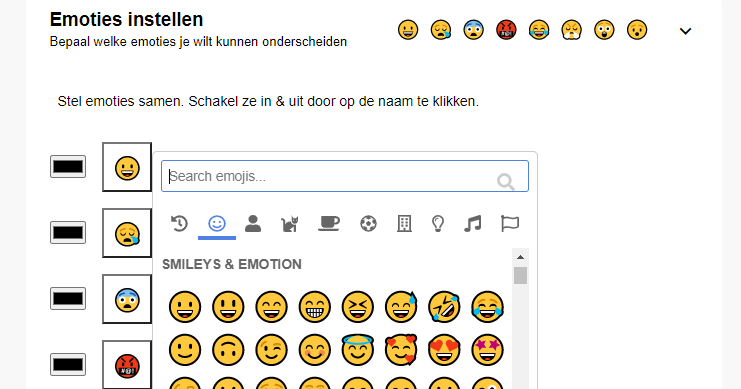 Emoties instellen
Bepaal welke emoties je wilt kunnen onderscheiden
Stel emoties samen. Schakel ze in & uit door op de naam te klikken.
Search emojis...
SMILEYS & EMOTION